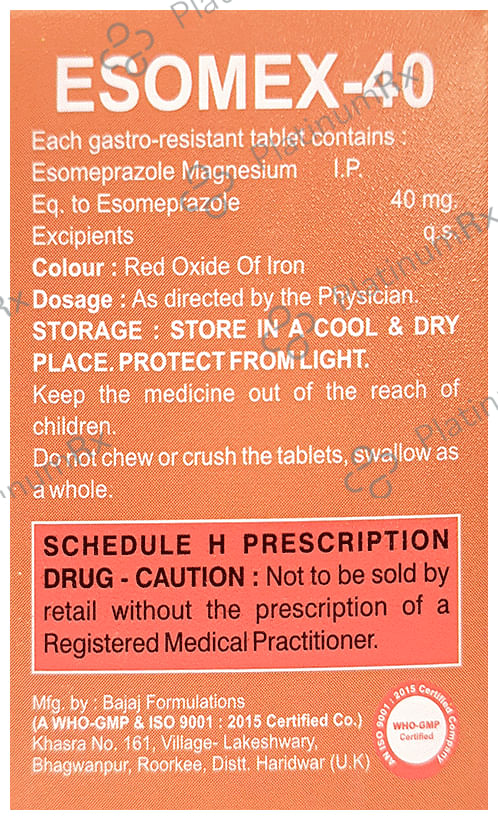 ESOMEX-40
Each gastro-resistant tablet contains :
Esomeprazole Magnesium I.P.
Eq. to Esomeprazole 40 mg.
Excipients q.s.
Colour : Red Oxide Of Iron
Dosage : As directed by the Physician.
STORAGE : STORE IN A COOL & DRY
PLACE. PROTECT FROM LIGHT.
Keep the medicine out of the reach of
children.
Do not chew or crush the tablets, swallow as
a whole.
SCHEDULE H PRESCRIPTION
DRUG - CAUTION : Not to be sold by
retail without the prescription of a
Registered Medical Practitioner.
Mfg. by : Bajaj Formulations
(A WHO-GMP & ISO 9001 : 2015 Certified Co.)
Khasra No. 161, Village- Lakeshwary,
Bhagwanpur, Roorkee, Distt. Haridwar (U.K)
AN ISO 9001 : 2015 Certified Company
WHO-GMP
Certified
PlatinumRx
PlatinumRx
PlatinumRx
PlatinumRx